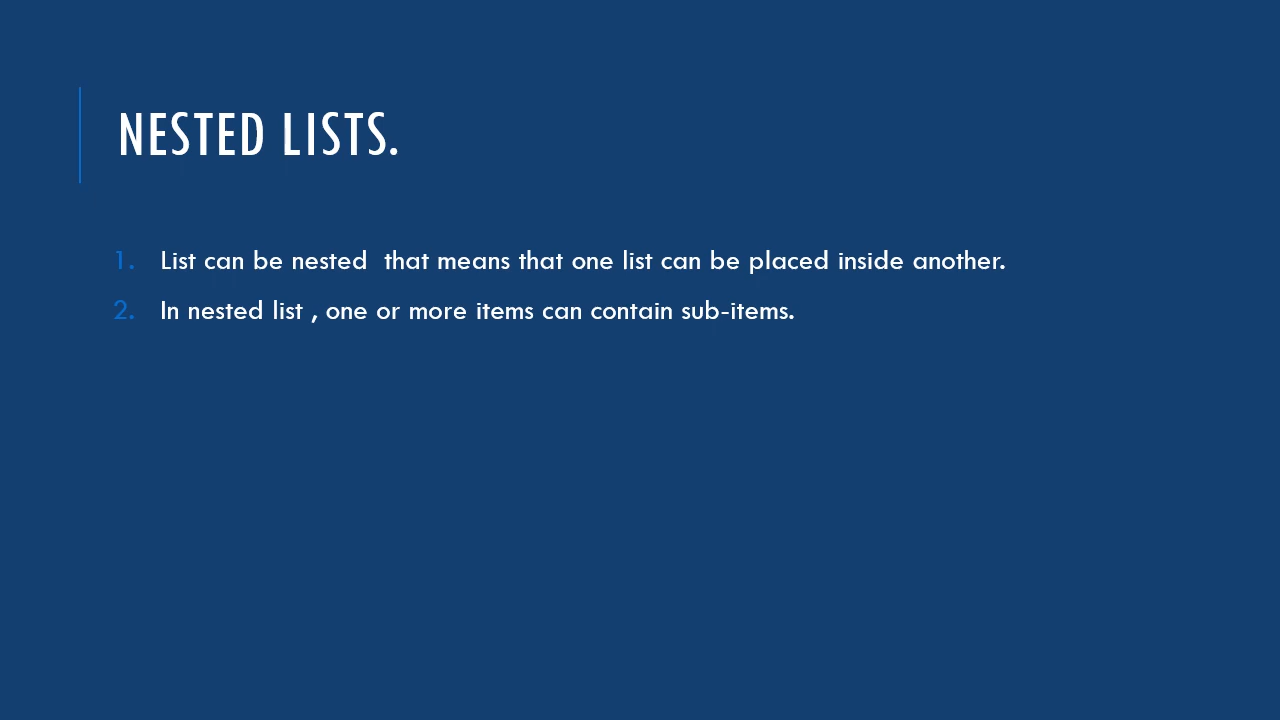 NESTED LISTS.
1. List can be nested  that means that one list can be placed inside another.
2. In nested list , one or more items can contain sub-items.